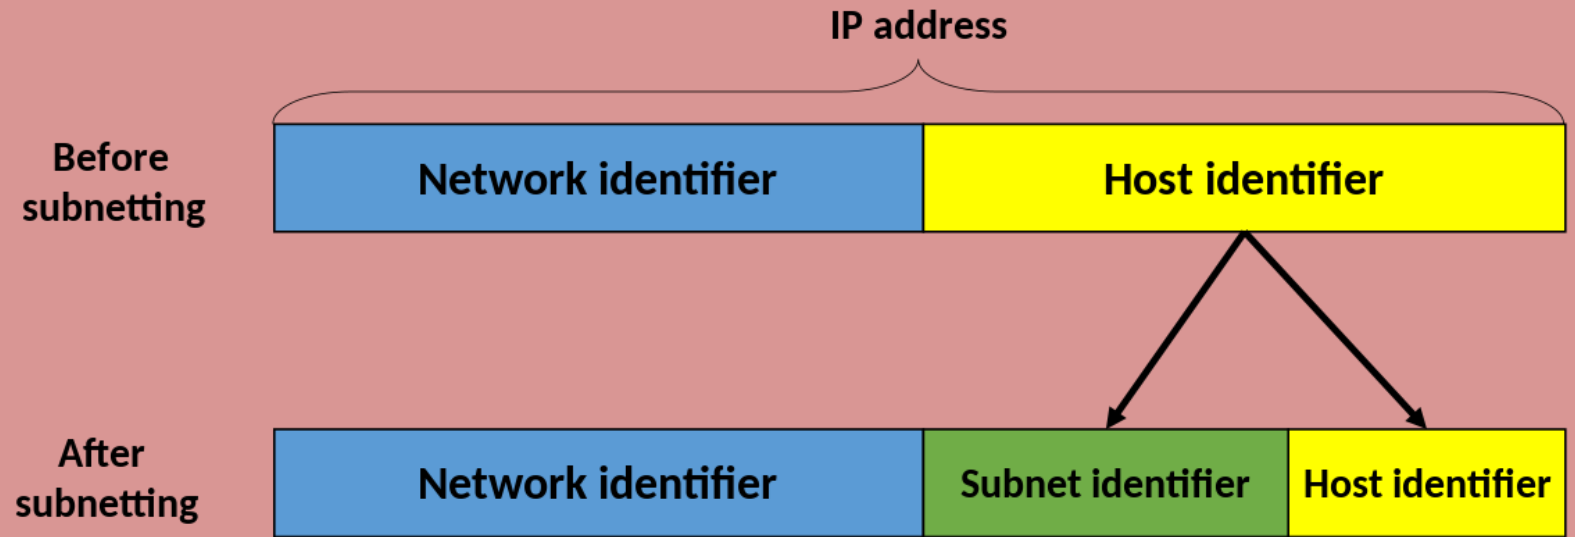 IP address
Before
subnetting
Network identifier
Host identifier
After
subnetting
Network identifier
Subnet identifier
Host identifier